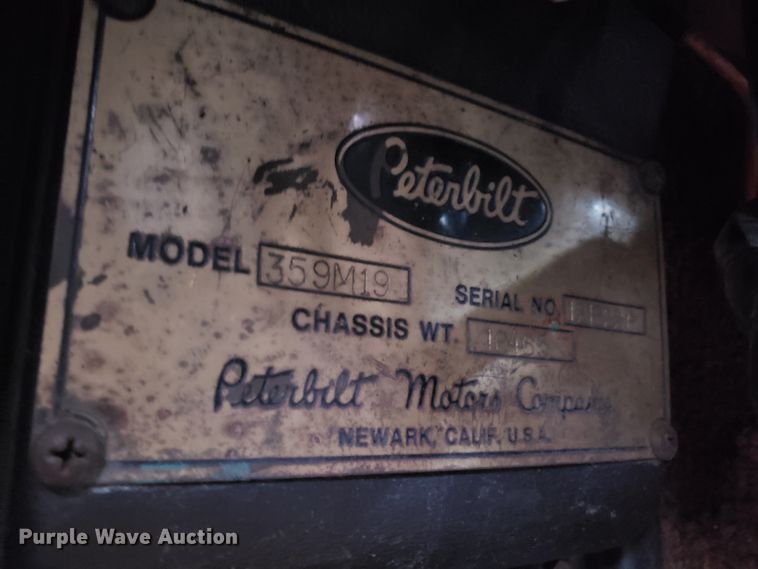 Peterbilt
MODEL 359M19
SERIAL NO.
CHASSIS WT.
Peterbilt Motors Company
NEWARK, CALIF. U.S.A.
Purple Wave Auction